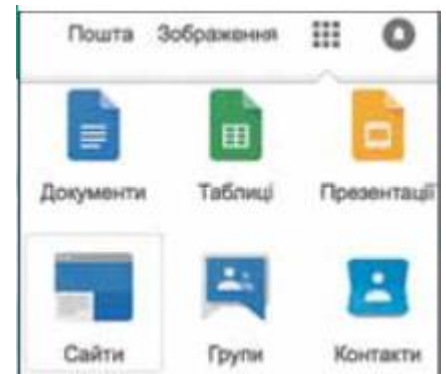 Пошта Зображення
Документи Таблиці Презентації
Сайти Групи Контакти